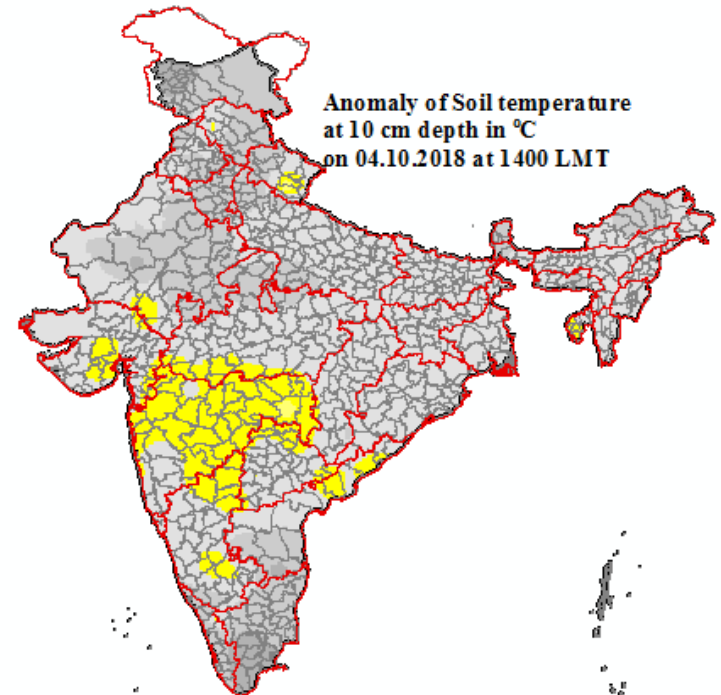 Anomaly of Soil temperature
at 10 cm depth in °C
on 04.10.2018 at 1400 LMT